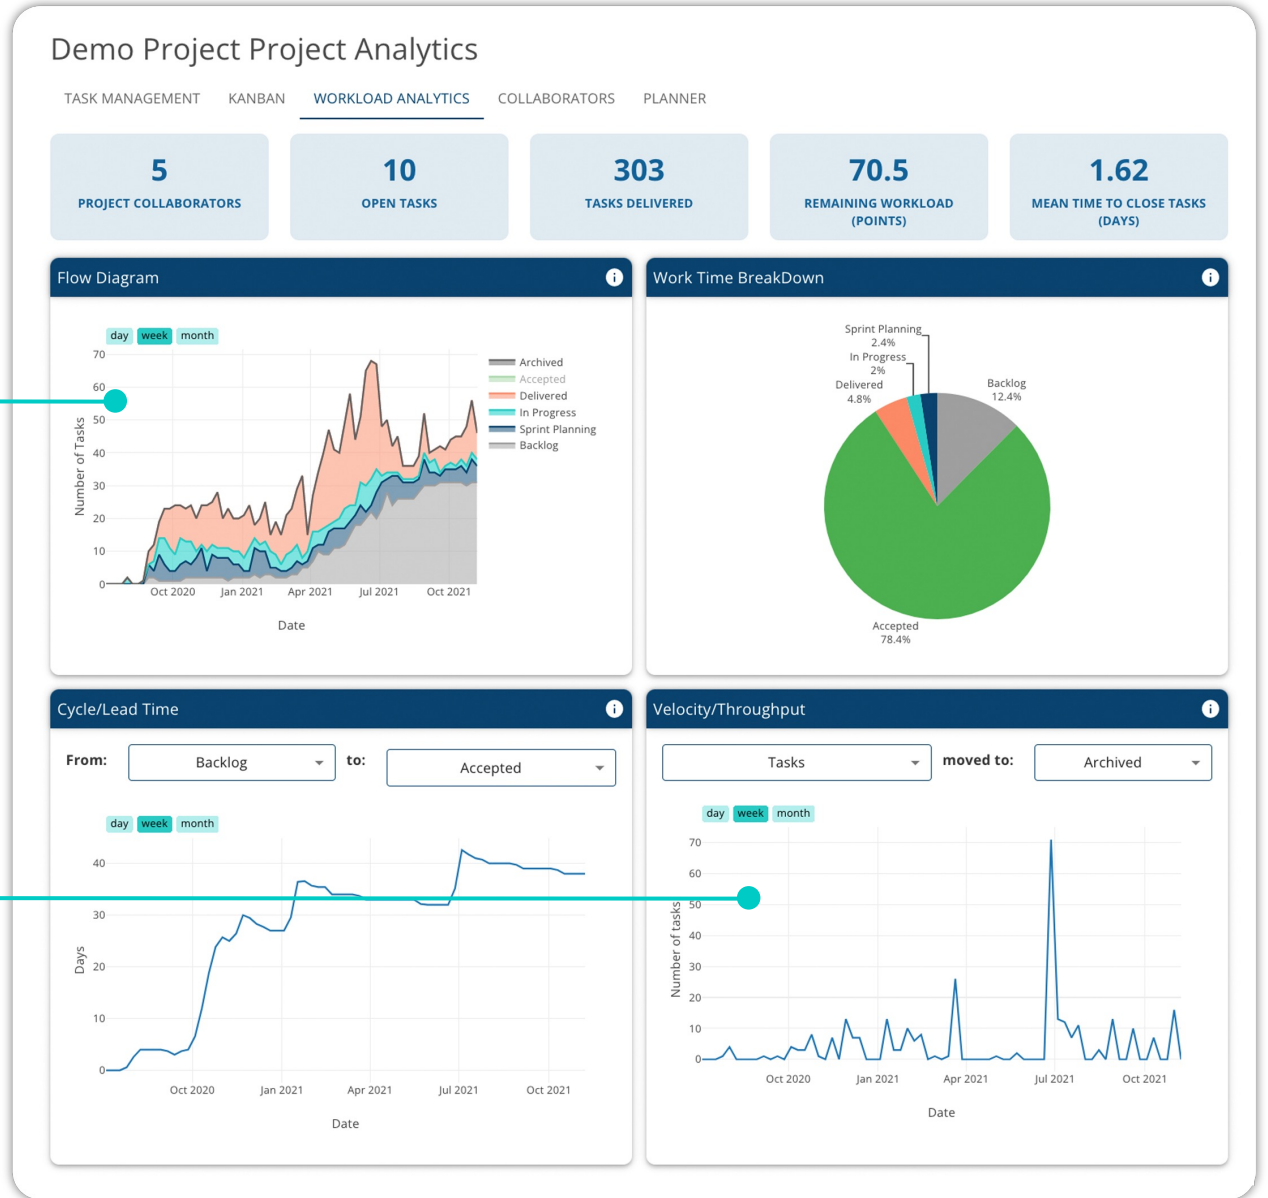 Demo Project Project Analytics
TASK MANAGEMENT KANBAN WORKLOAD ANALYTICS COLLABORATORS PLANNER
5
PROJECT COLLABORATORS
10
OPEN TASKS
303
TASKS DELIVERED
70.5
REMAINING WORKLOAD
(POINTS)
1.62
MEAN TIME TO CLOSE TASKS
(DAYS)
Flow Diagram
i
day week month
70
60
50
40
30
20
10
0
Number of Tasks
Oct 2020 Jan 2021 Apr 2021 Jul 2021 Oct 2021
Date
Archived
Accepted
Delivered
In Progress
Sprint Planning
Backlog
Work Time BreakDown
i
Sprint Planning
2.4%
In Progress
2%
Delivered
4.8%
Backlog
12.4%
Accepted
78.4%
Cycle/Lead Time
i
From: Backlog to: Accepted
day week month
40
30
20
10
0
Days
Oct 2020 Jan 2021 Apr 2021 Jul 2021 Oct 2021
Date
Velocity/Throughput
i
Tasks moved to: Archived
day week month
70
60
50
40
30
20
10
0
Number of tasks
Oct 2020 Jan 2021 Apr 2021 Jul 2021 Oct 2021
Date